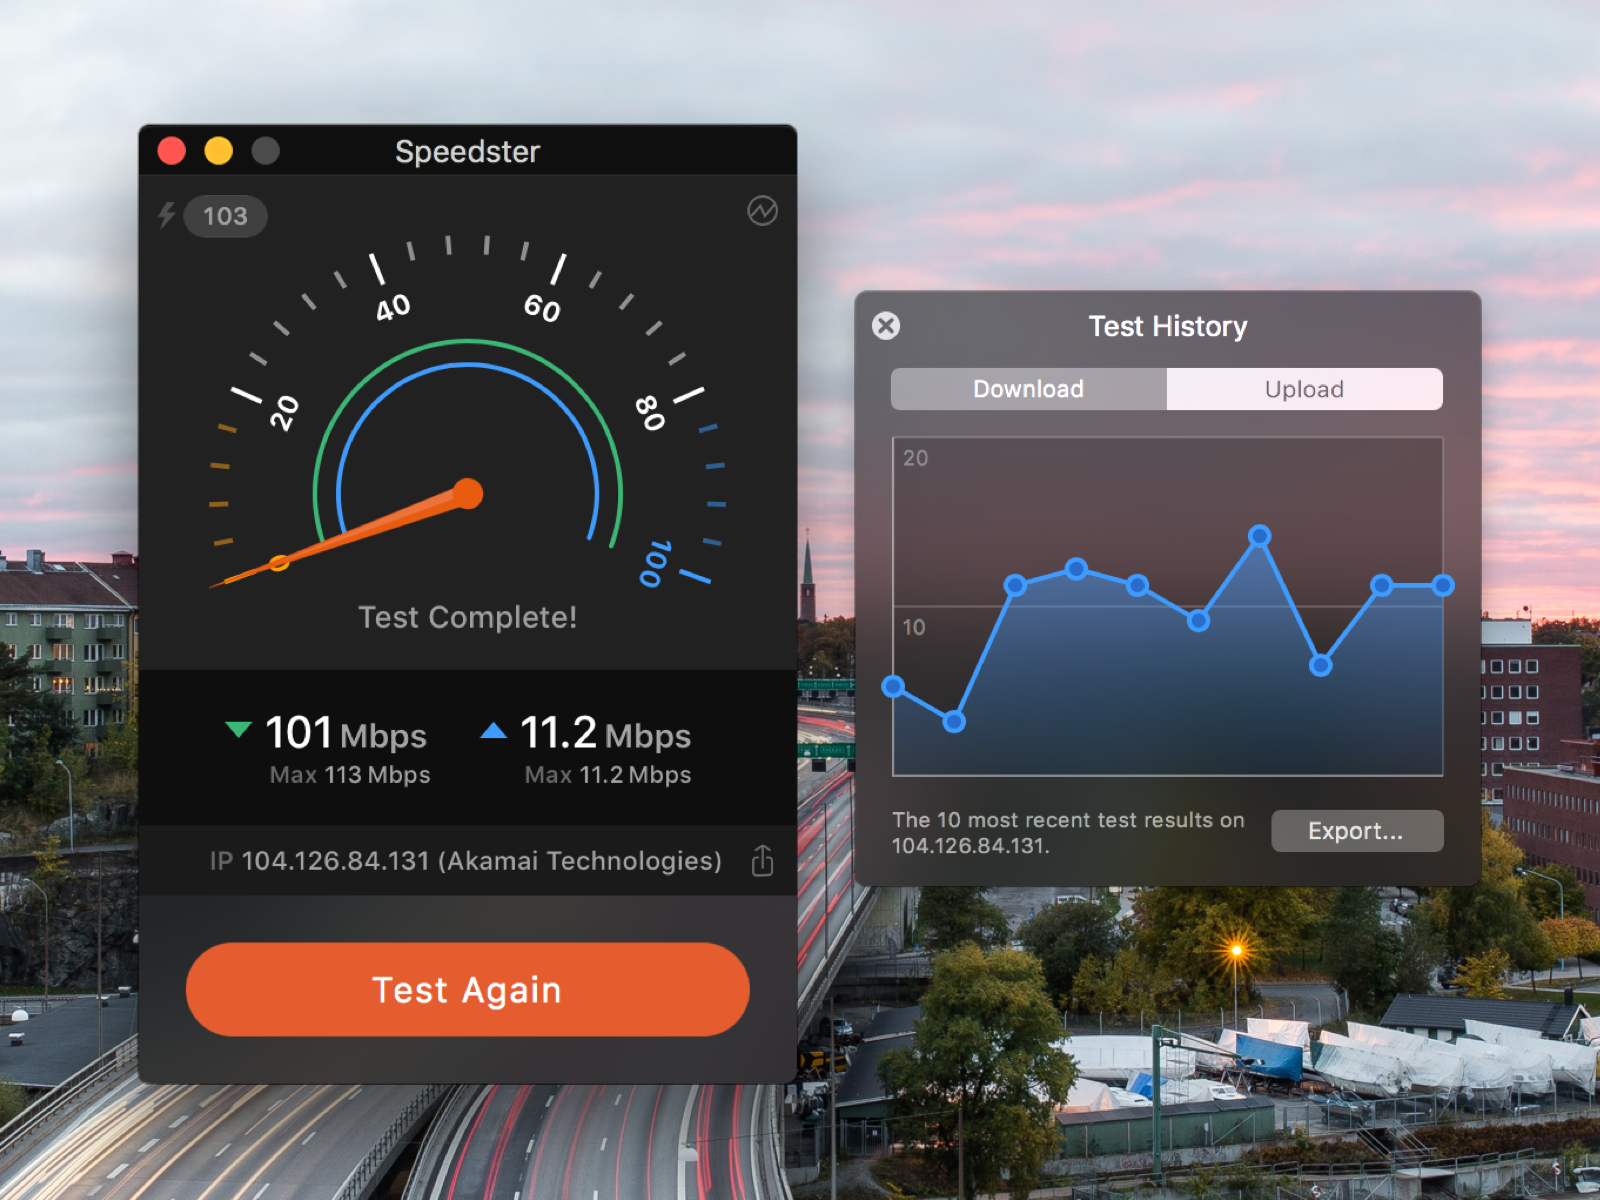 Speedster
103
20
40
60
80
100
Test Complete!
101 Mbps
Max 113 Mbps
11.2 Mbps
Max 11.2 Mbps
IP 104.126.84.131 (Akamai Technologies)
Test Again
Test History
Download
Upload
20
10
The 10 most recent test results on
104.126.84.131.
Export...